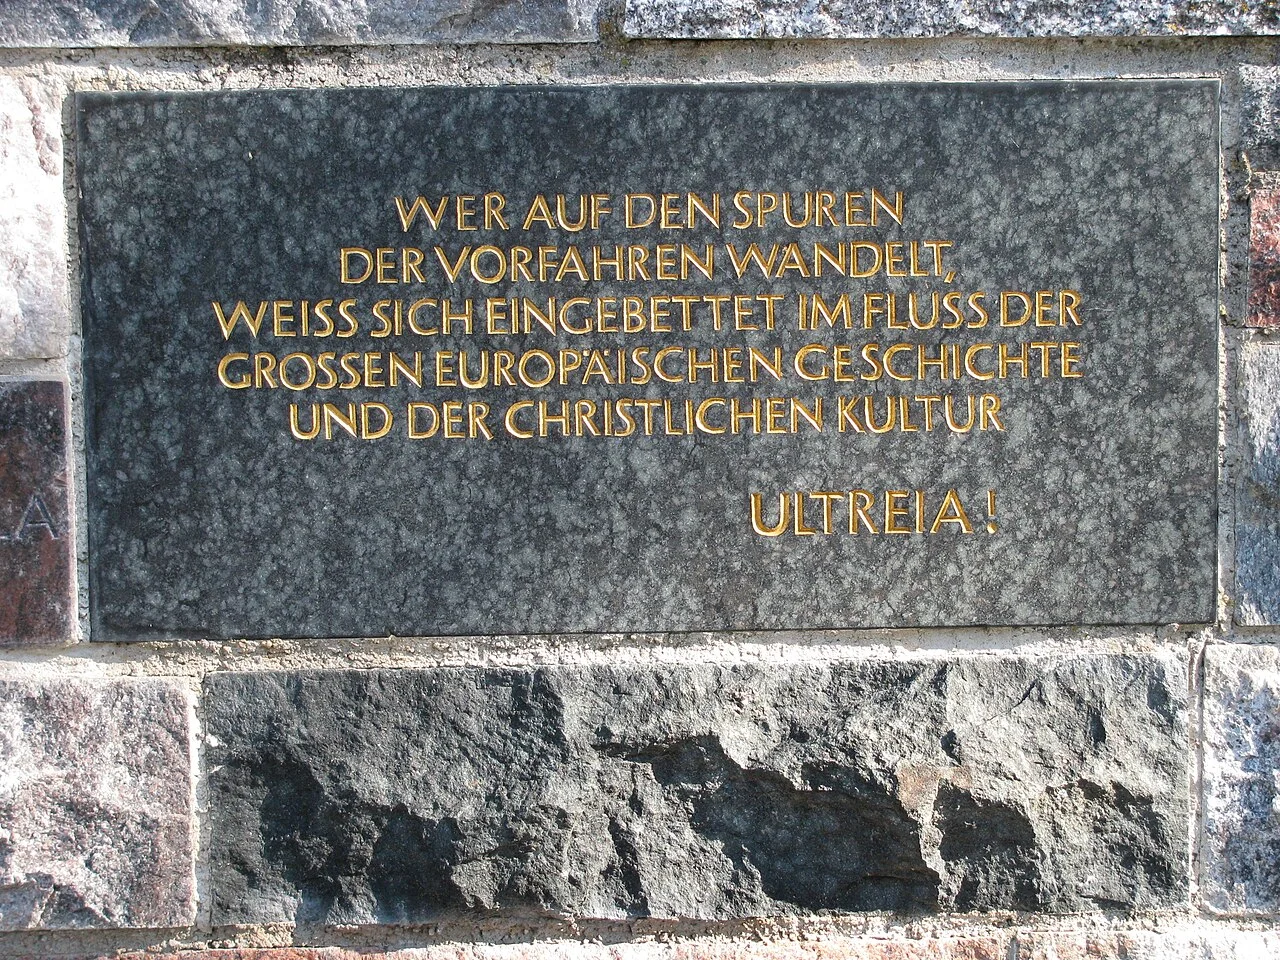 WER AUF DEN SPUREN
DER VORFAHREN WANDELT,
WEISS SICH EINGEBETTET IM FLUSS DER
GROSSEN EUROPÄISCHEN GESCHICHTE
UND DER CHRISTLICHEN KULTUR
ULTREIA!